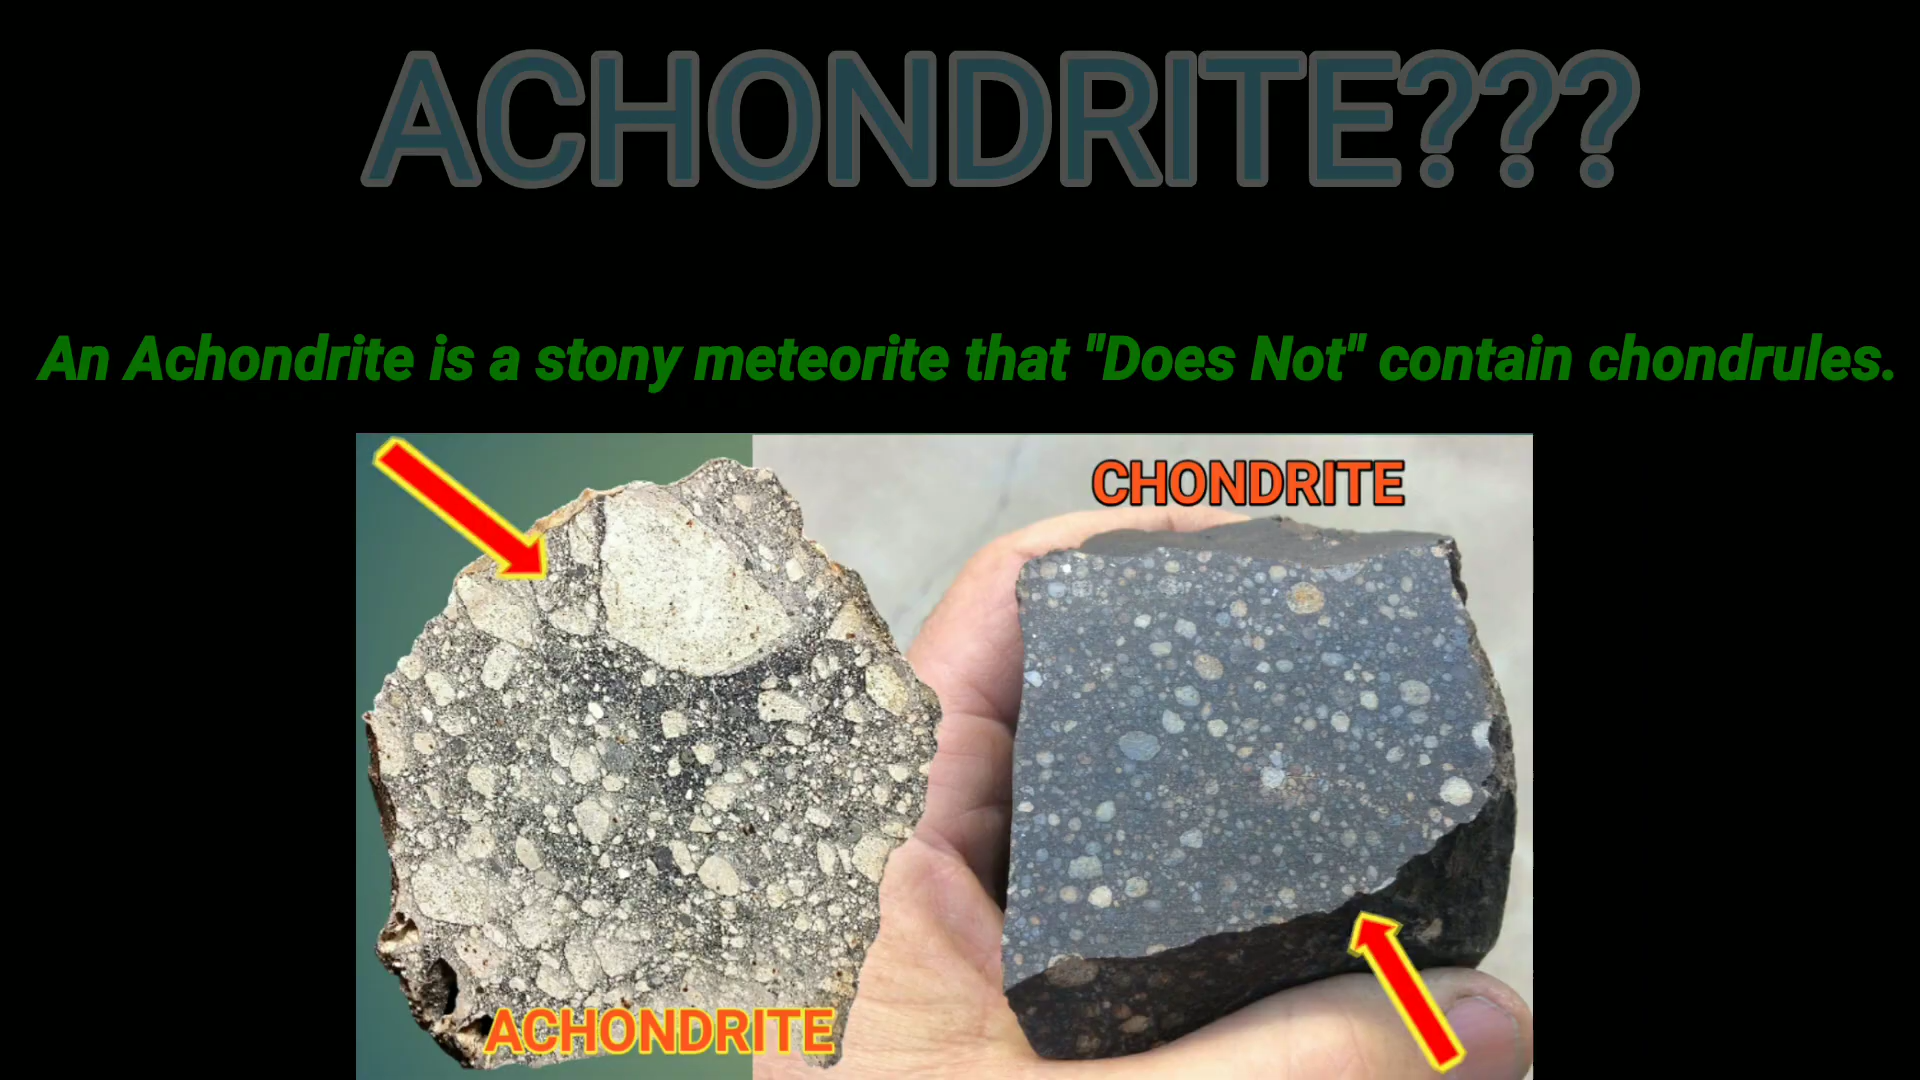 ACHONDRITE???
An Achondrite is a stony meteorite that "Does Not" contain chondrules.
CHONDRITE
ACHONDRITE